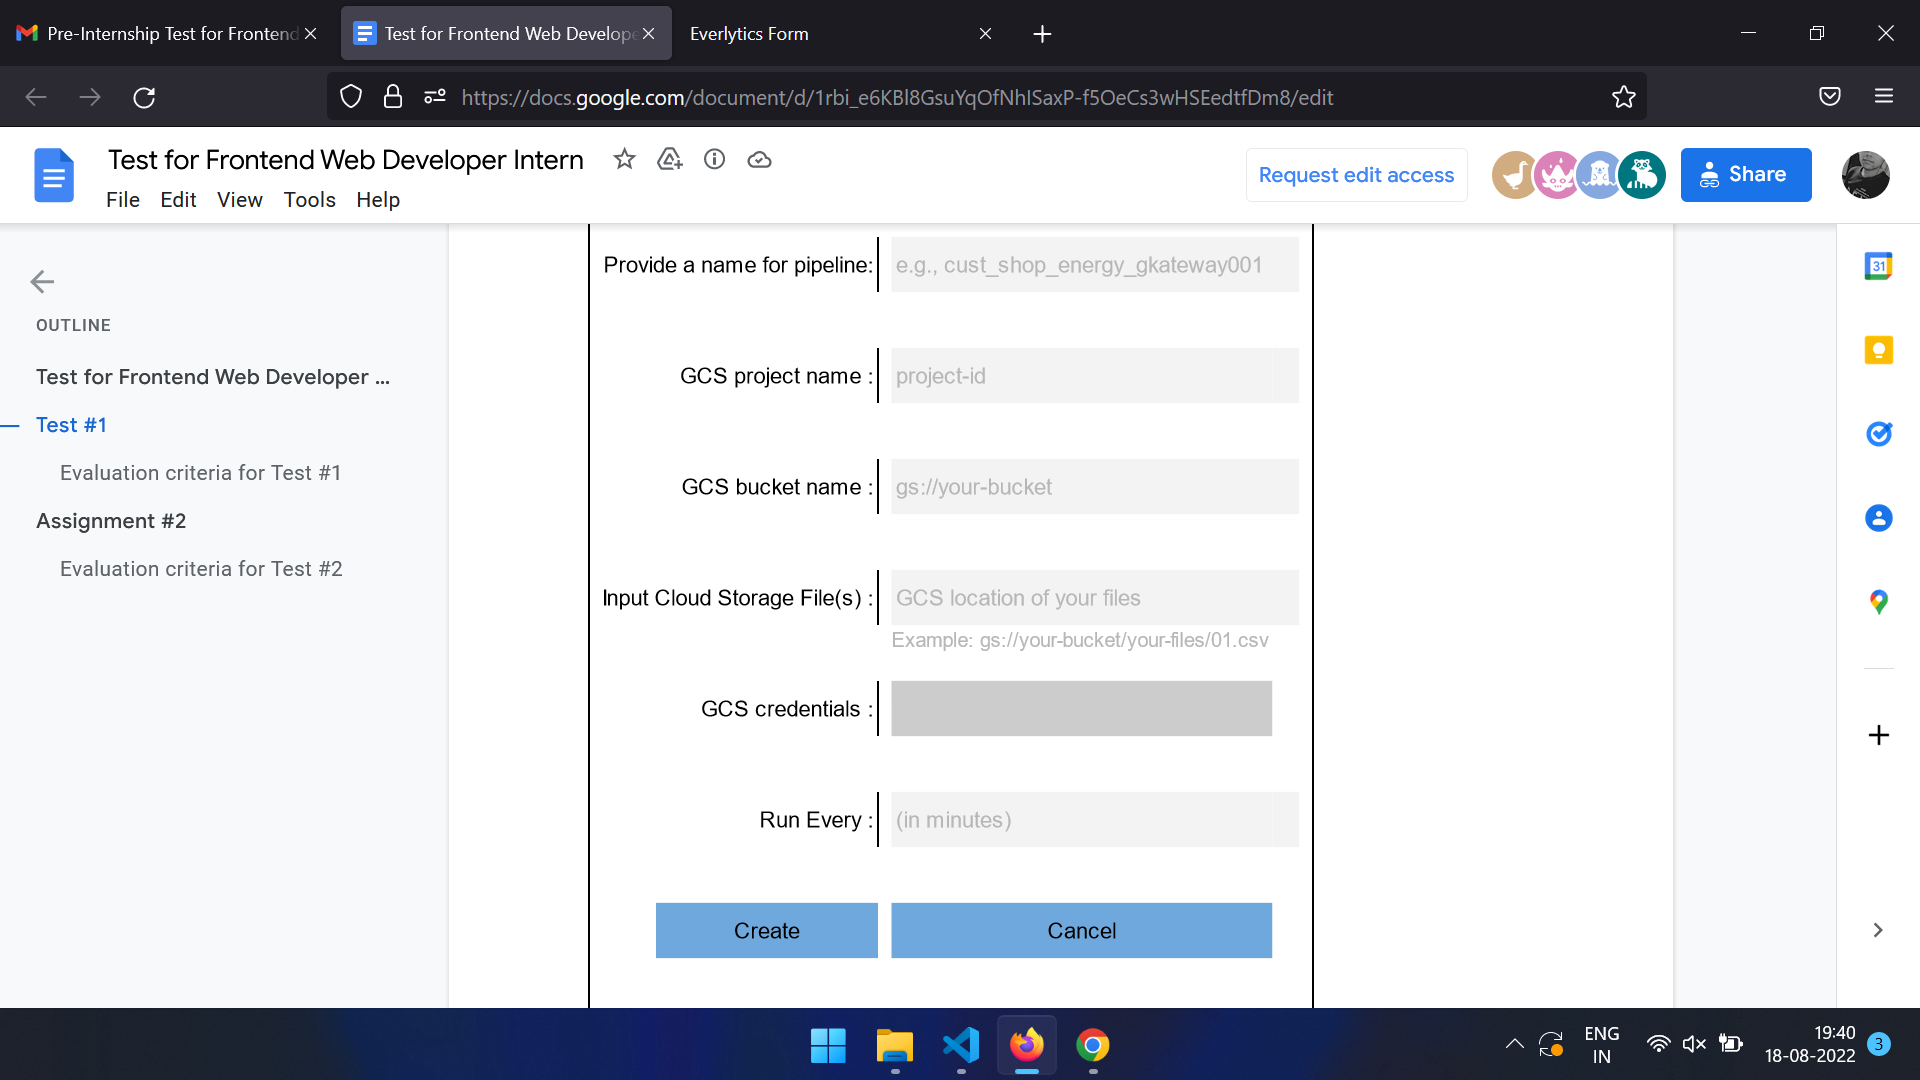 Pre-Internship Test for Frontend
Test for Frontend Web Develope
Everlytics Form
https://docs.google.com/document/d/1rbi_e6KBl8GsuYqOfNhISaxP-f5OeCs3wHSEedtfDm8/edit
Test for Frontend Web Developer Intern
File Edit View Tools Help
Request edit access
Share
OUTLINE
Test for Frontend Web Developer ...
Test #1
Evaluation criteria for Test #1
Assignment #2
Evaluation criteria for Test #2
Provide a name for pipeline: e.g., cust_shop_energy_gkateway001
GCS project name : project-id
GCS bucket name : gs://your-bucket
Input Cloud Storage File(s) : GCS location of your files
Example: gs://your-bucket/your-files/01.csv
GCS credentials :
Run Every : (in minutes)
Create Cancel
31
ENG
IN
19:40
18-08-2022
3